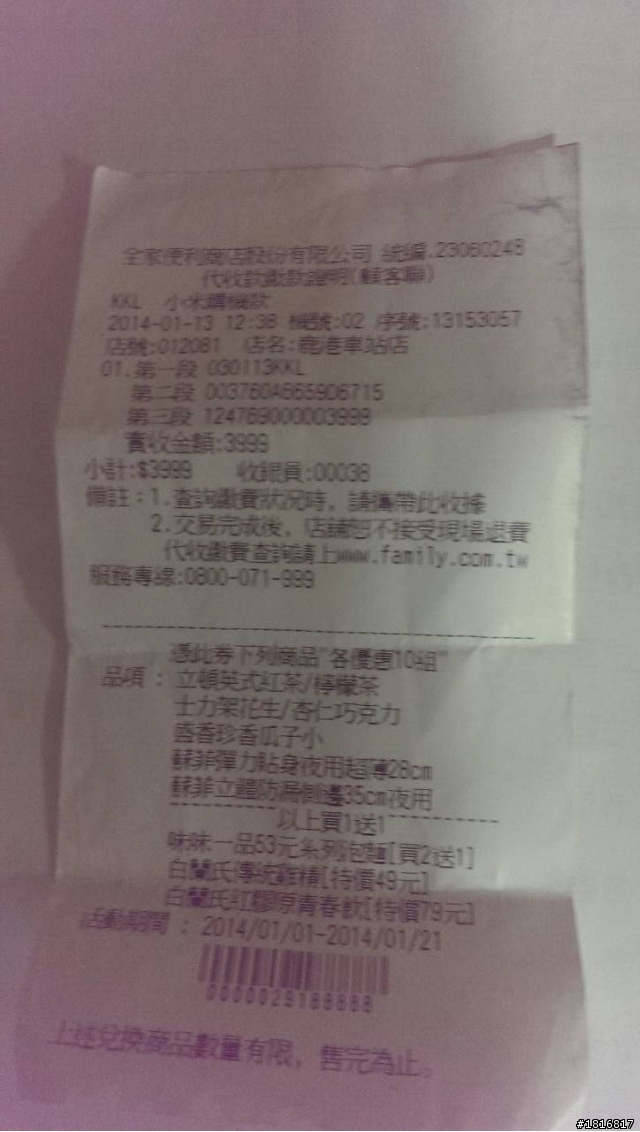 全家便利商店股份有限公司 統編.23060248
代收款繳款證明(顧客聯)
KKL 小米購機款
2014-01-13 12:38 機號:02 序號:13153057
店號:012081 店名:鹿港車站店
01.第一段 030113KKL
第二段 003760A665906715
第三段 124769000003999
實收金額:3999
小計:$3999 收銀員:00038
備註:1.查詢繳費狀況時，請攜帶此收據
2.交易完成後，店舖恕不接受現場退費
代收繳費查詢請上www.family.com.tw
服務專線:0800-071-999
憑此券下列商品"各優惠10組"
品項：立頓英式紅茶/檸檬茶
士力架花生/杏仁巧克力
盛香珍香瓜子小
蘇菲彈力貼身夜用超薄28cm
蘇菲立體防漏側邊35cm夜用
以上買1送1
味味一品53元系列泡麵[買2送1]
白蘭氏傳統雞精[特價49元]
白蘭氏紅膠原青春飲[特價79元]
活動期間：2014/01/01-2014/01/21
0000029188888
上述兌換商品數量有限，售完為止。
#1816817